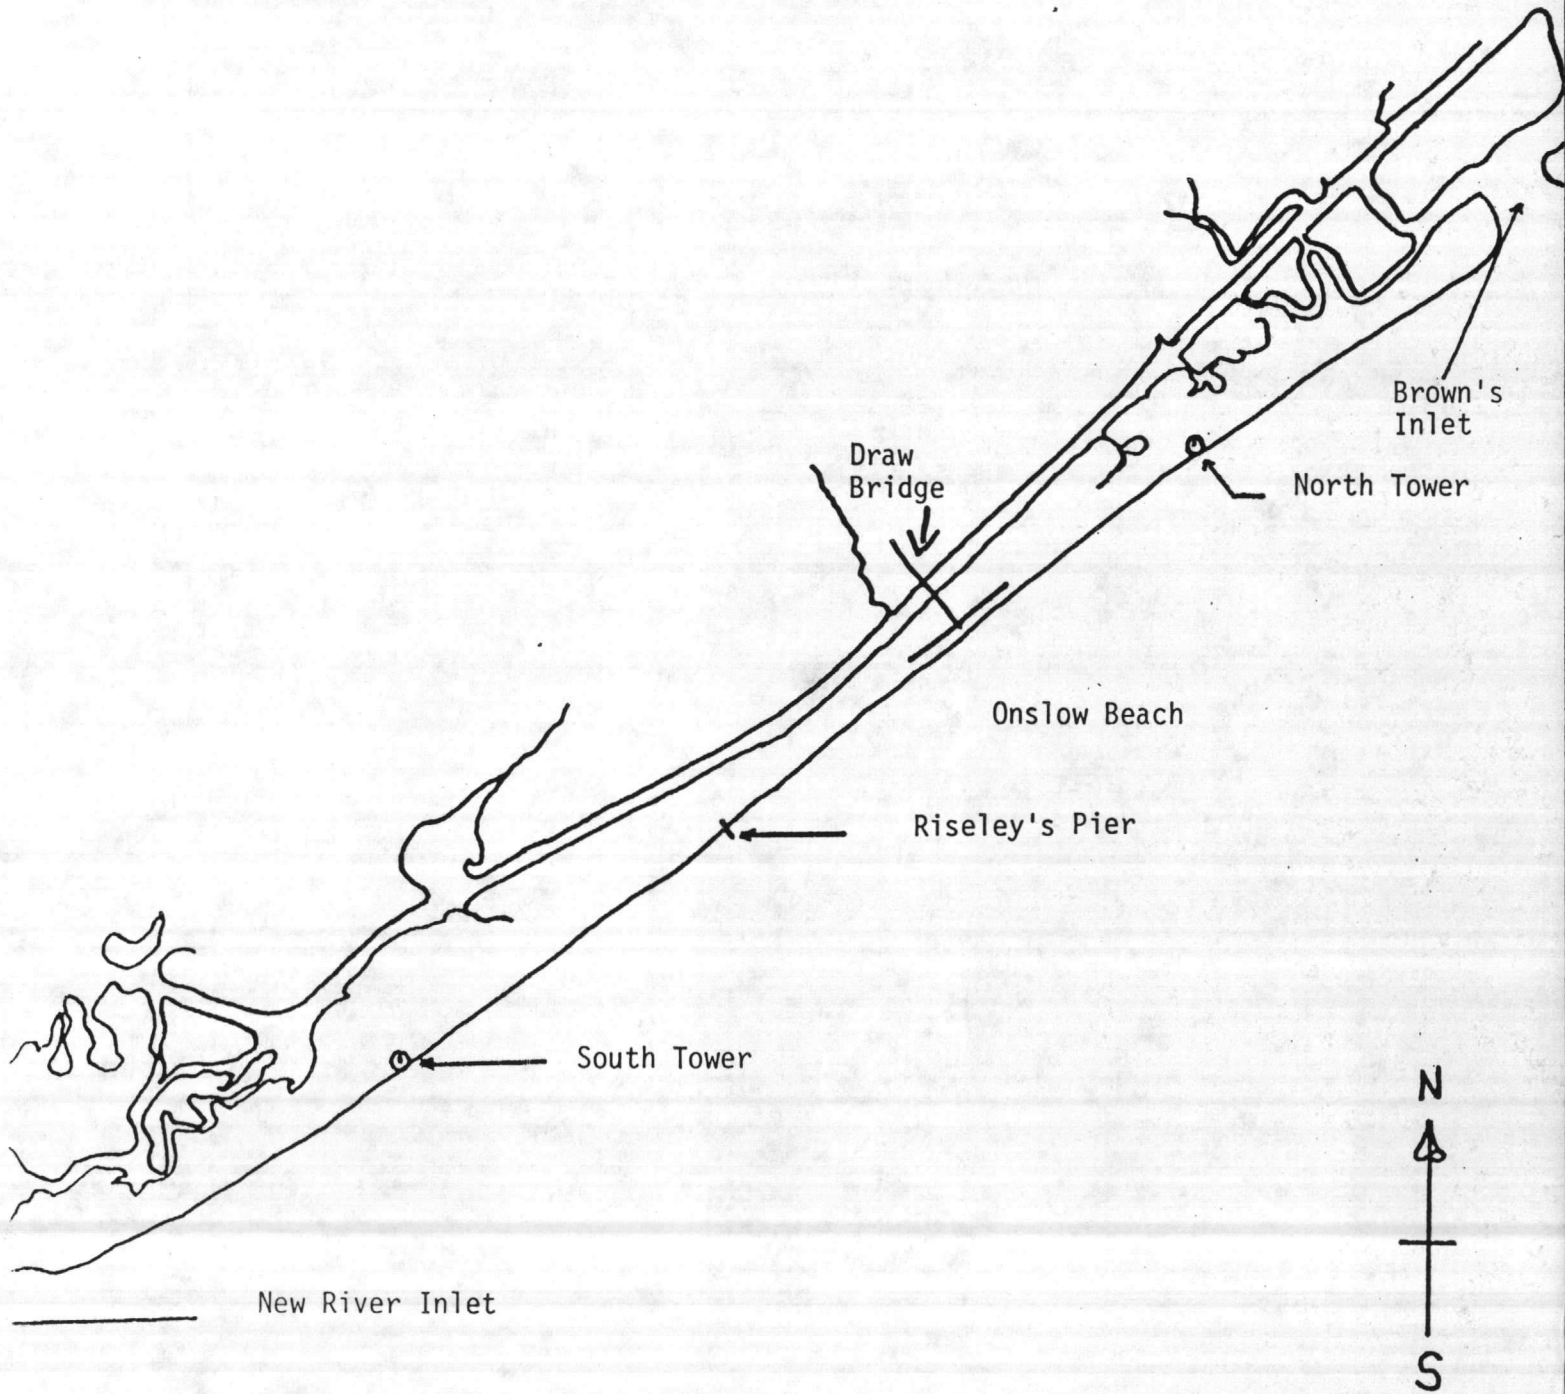 Brown's
Inlet
Draw
Bridge
North Tower
Onslow Beach
Riseley's Pier
South Tower
N
New River Inlet
S